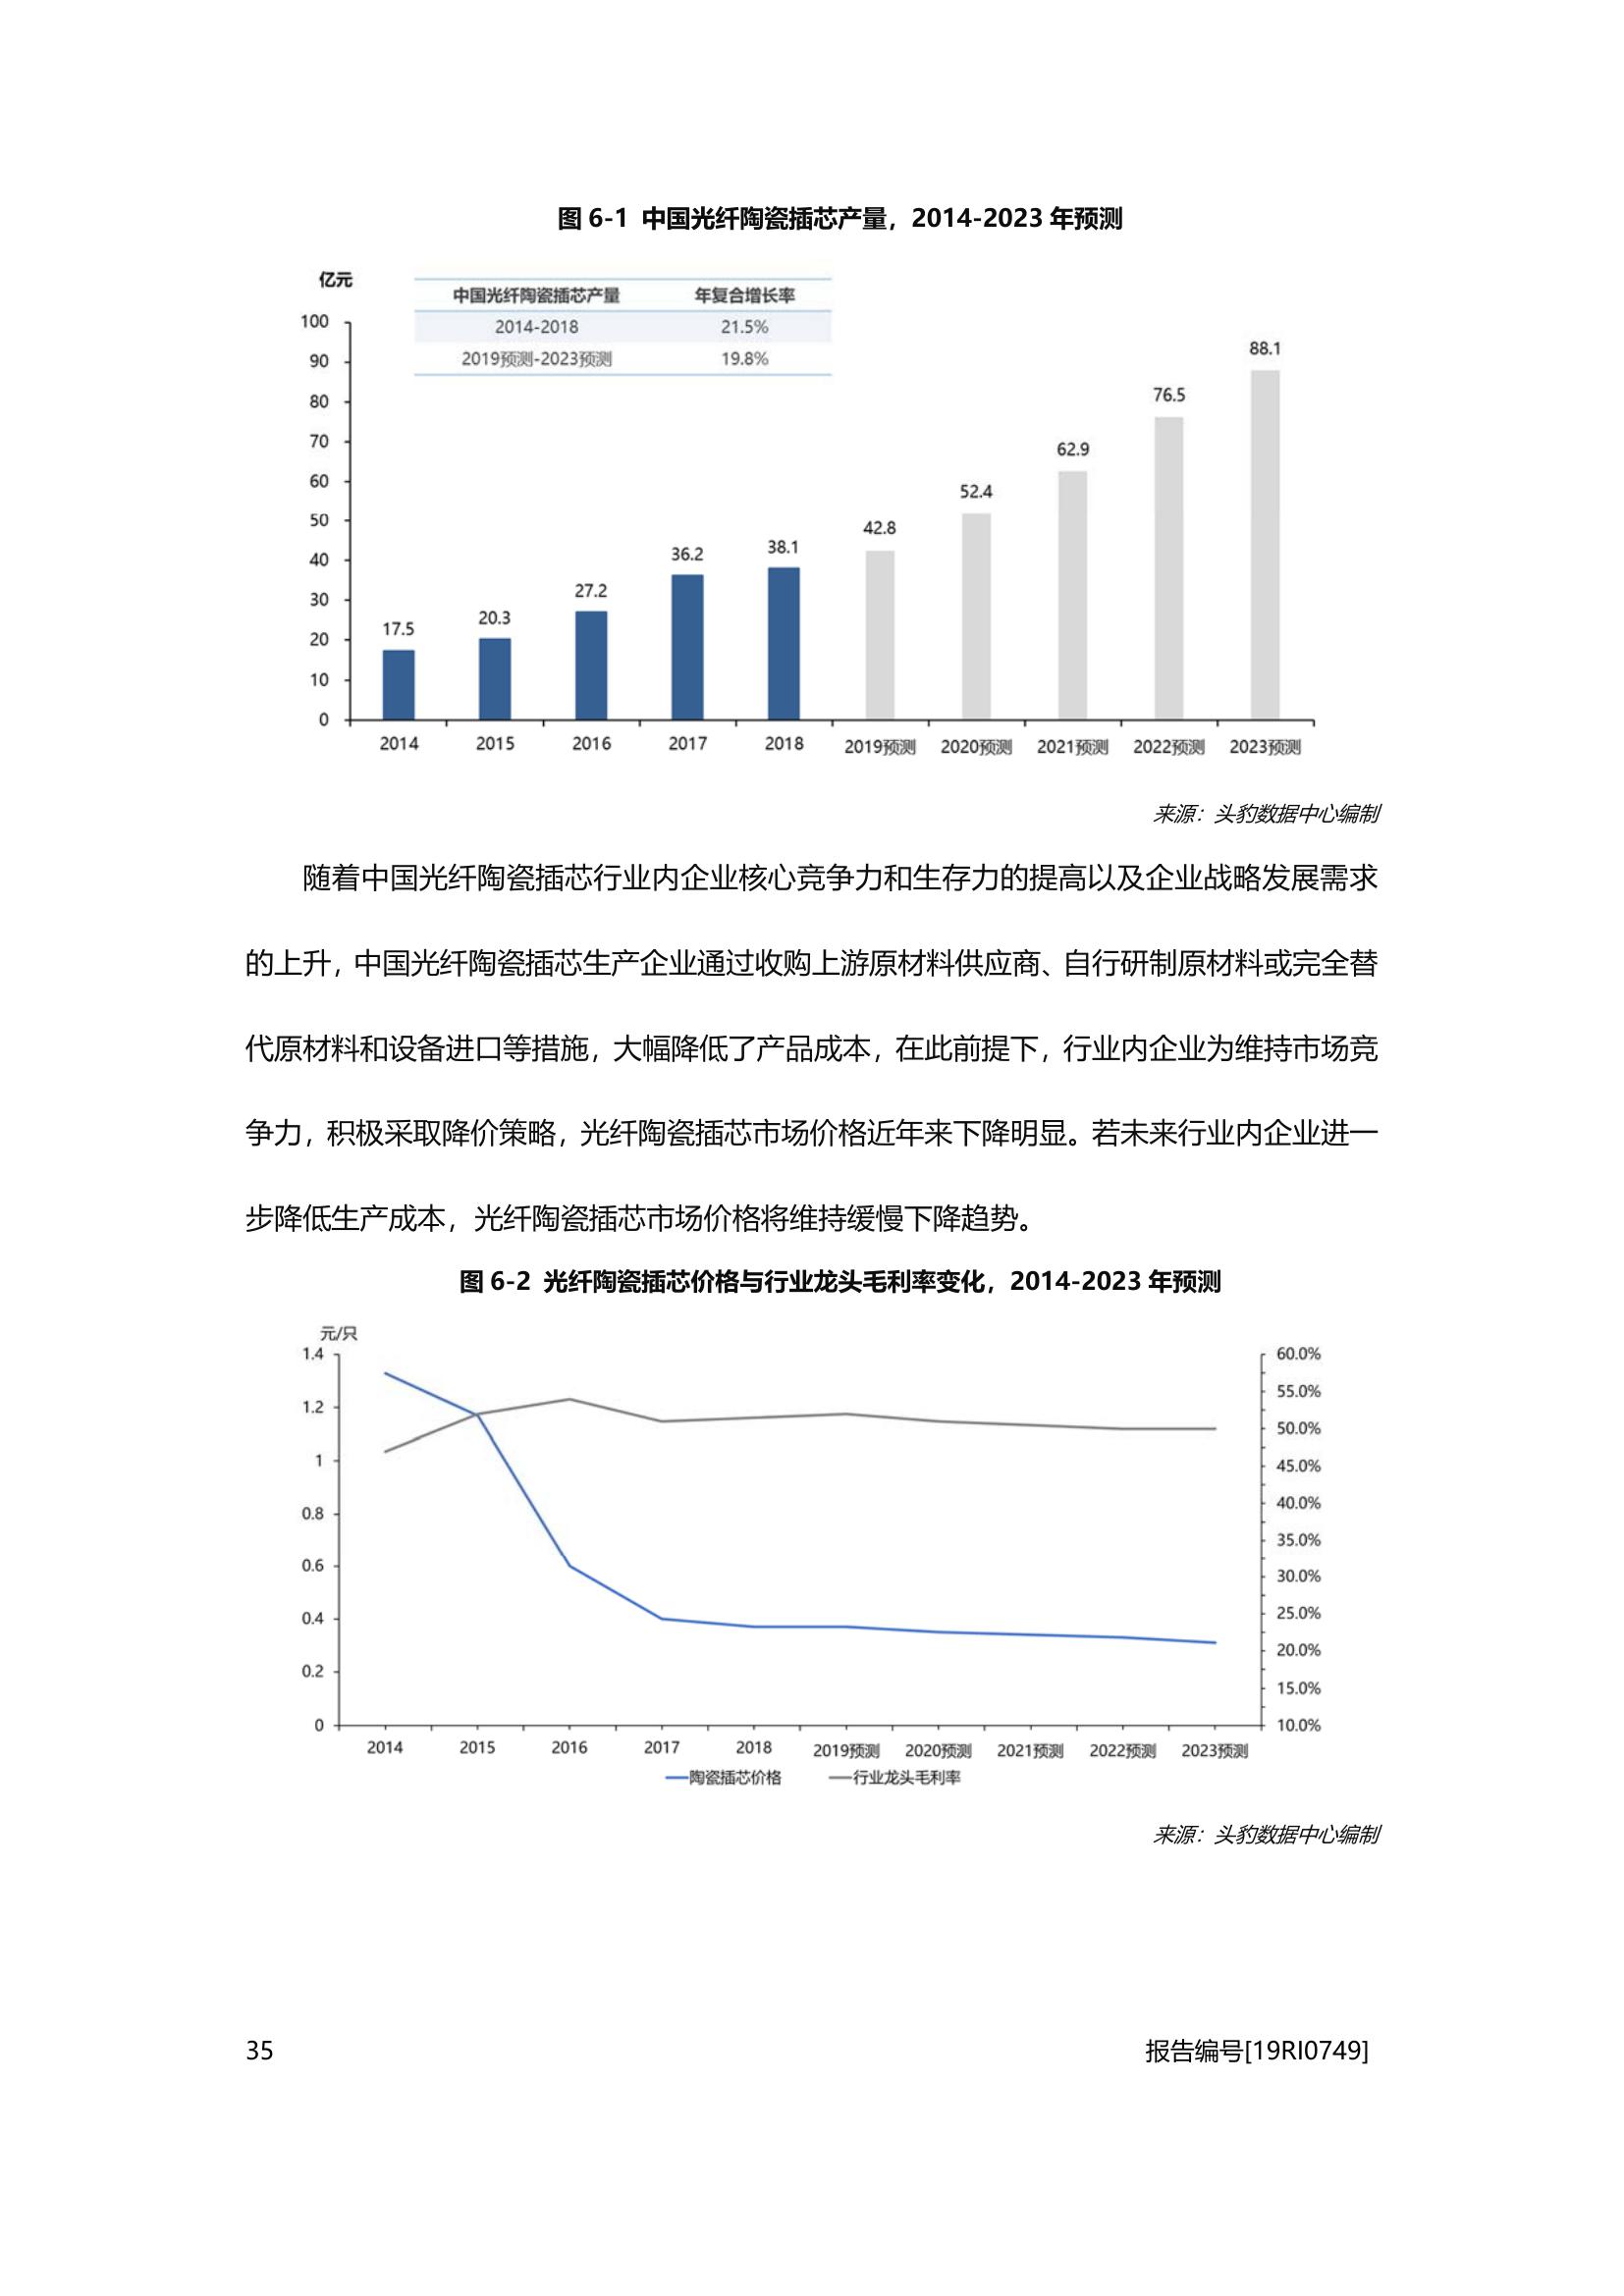 图 6-1 中国光纤陶瓷插芯产量，2014-2023 年预测
亿元
中国光纤陶瓷插芯产量 年复合增长率
2014-2018 21.5%
2019预测-2023预测 19.8%
100
90
80
70
60
50
40
30
20
10
0
17.5
20.3
27.2
36.2
38.1
42.8
52.4
62.9
76.5
88.1
2014 2015 2016 2017 2018 2019预测 2020预测 2021预测 2022预测 2023预测
来源：头豹数据中心编制
随着中国光纤陶瓷插芯行业内企业核心竞争力和生存力的提高以及企业战略发展需求
的上升，中国光纤陶瓷插芯生产企业通过收购上游原材料供应商、自行研制原材料或完全替
代原材料和设备进口等措施，大幅降低了产品成本，在此前提下，行业内企业为维持市场竞
争力，积极采取降价策略，光纤陶瓷插芯市场价格近年来下降明显。若未来行业内企业进一
步降低生产成本，光纤陶瓷插芯市场价格将维持缓慢下降趋势。
图 6-2 光纤陶瓷插芯价格与行业龙头毛利率变化，2014-2023 年预测
元/只
1.4
1.2
1
0.8
0.6
0.4
0.2
0
60.0%
55.0%
50.0%
45.0%
40.0%
35.0%
30.0%
25.0%
20.0%
15.0%
10.0%
2014 2015 2016 2017 2018 2019预测 2020预测 2021预测 2022预测 2023预测
陶瓷插芯价格 行业龙头毛利率
来源：头豹数据中心编制
35 报告编号[19RI0749]